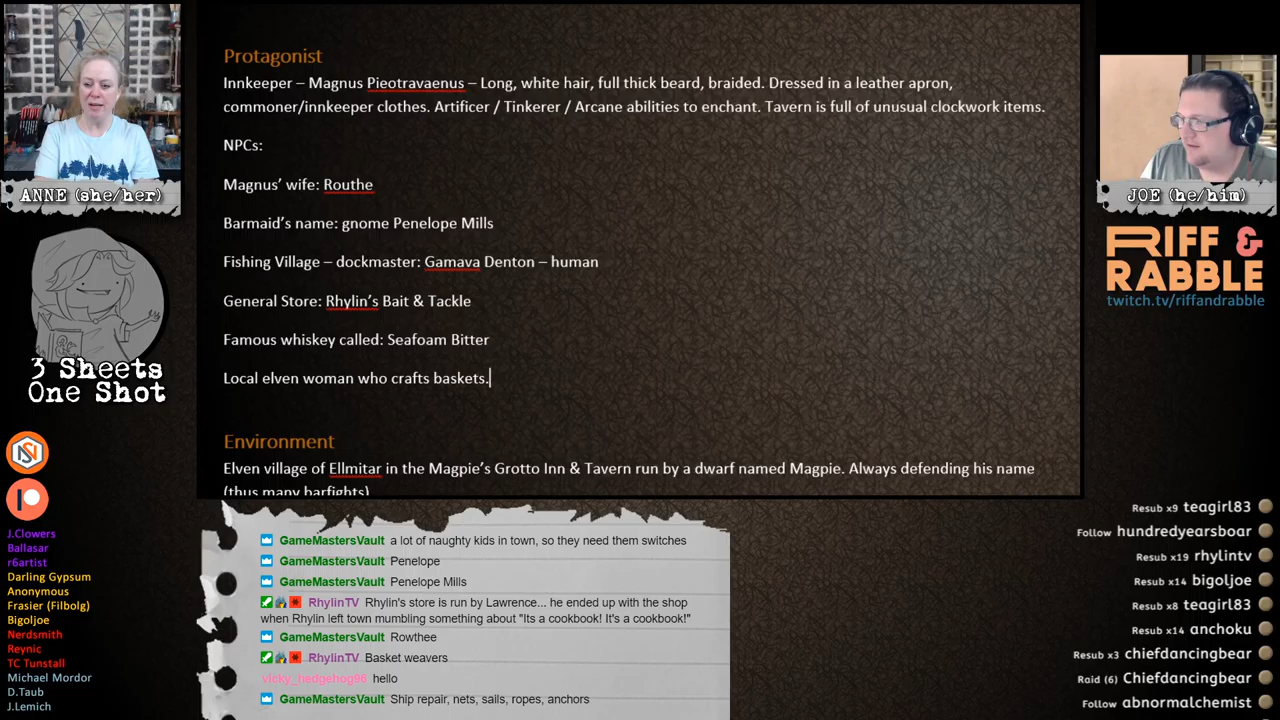 Protagonist
Innkeeper – Magnus Pieotravaenus – Long, white hair, full thick beard, braided. Dressed in a leather apron,
commoner/innkeeper clothes. Artificer / Tinkerer / Arcane abilities to enchant. Tavern is full of unusual clockwork items.
NPCs:
Magnus’ wife: Routhe
Barmaid’s name: gnome Penelope Mills
Fishing Village – dockmaster: Gamava Denton – human
General Store: Rhylin’s Bait & Tackle
Famous whiskey called: Seafoam Bitter
Local elven woman who crafts baskets.
Environment
Elven village of Ellmitar in the Magpie’s Grotto Inn & Tavern run by a dwarf named Magpie. Always defending his name
(thus many barfights)
ANNE (she/her)
JOE (he/him)
RIFF &
RABBLE
twitch.tv/riffandrabble
3 Sheets
One Shot
J.Clowers
Ballasar
r6artist
Darling Gypsum
Anonymous
Frasier (Filbolg)
Bigoljoe
Nerdsmith
Reynic
TC Tunstall
Michael Mordor
D.Taub
J.Lemich
GameMastersVault a lot of naughty kids in town, so they need them switches
GameMastersVault Penelope
GameMastersVault Penelope Mills
RhylinTV Rhylin's store is run by Lawrence... he ended up with the shop
when Rhylin left town mumbling something about "Its a cookbook! It's a cookbook!"
GameMastersVault Rowthee
RhylinTV Basket weavers
vicky_hedgehog96 hello
GameMastersVault Ship repair, nets, sails, ropes, anchors
Resub x9 teagirl83
Follow hundredyearsboar
Resub x19 rhylintv
Resub x14 bigoljoe
Resub x8 teagirl83
Resub x14 anchoku
Resub x3 chiefdancingbear
Raid (6) Chiefdancingbear
Follow abnormalchemist